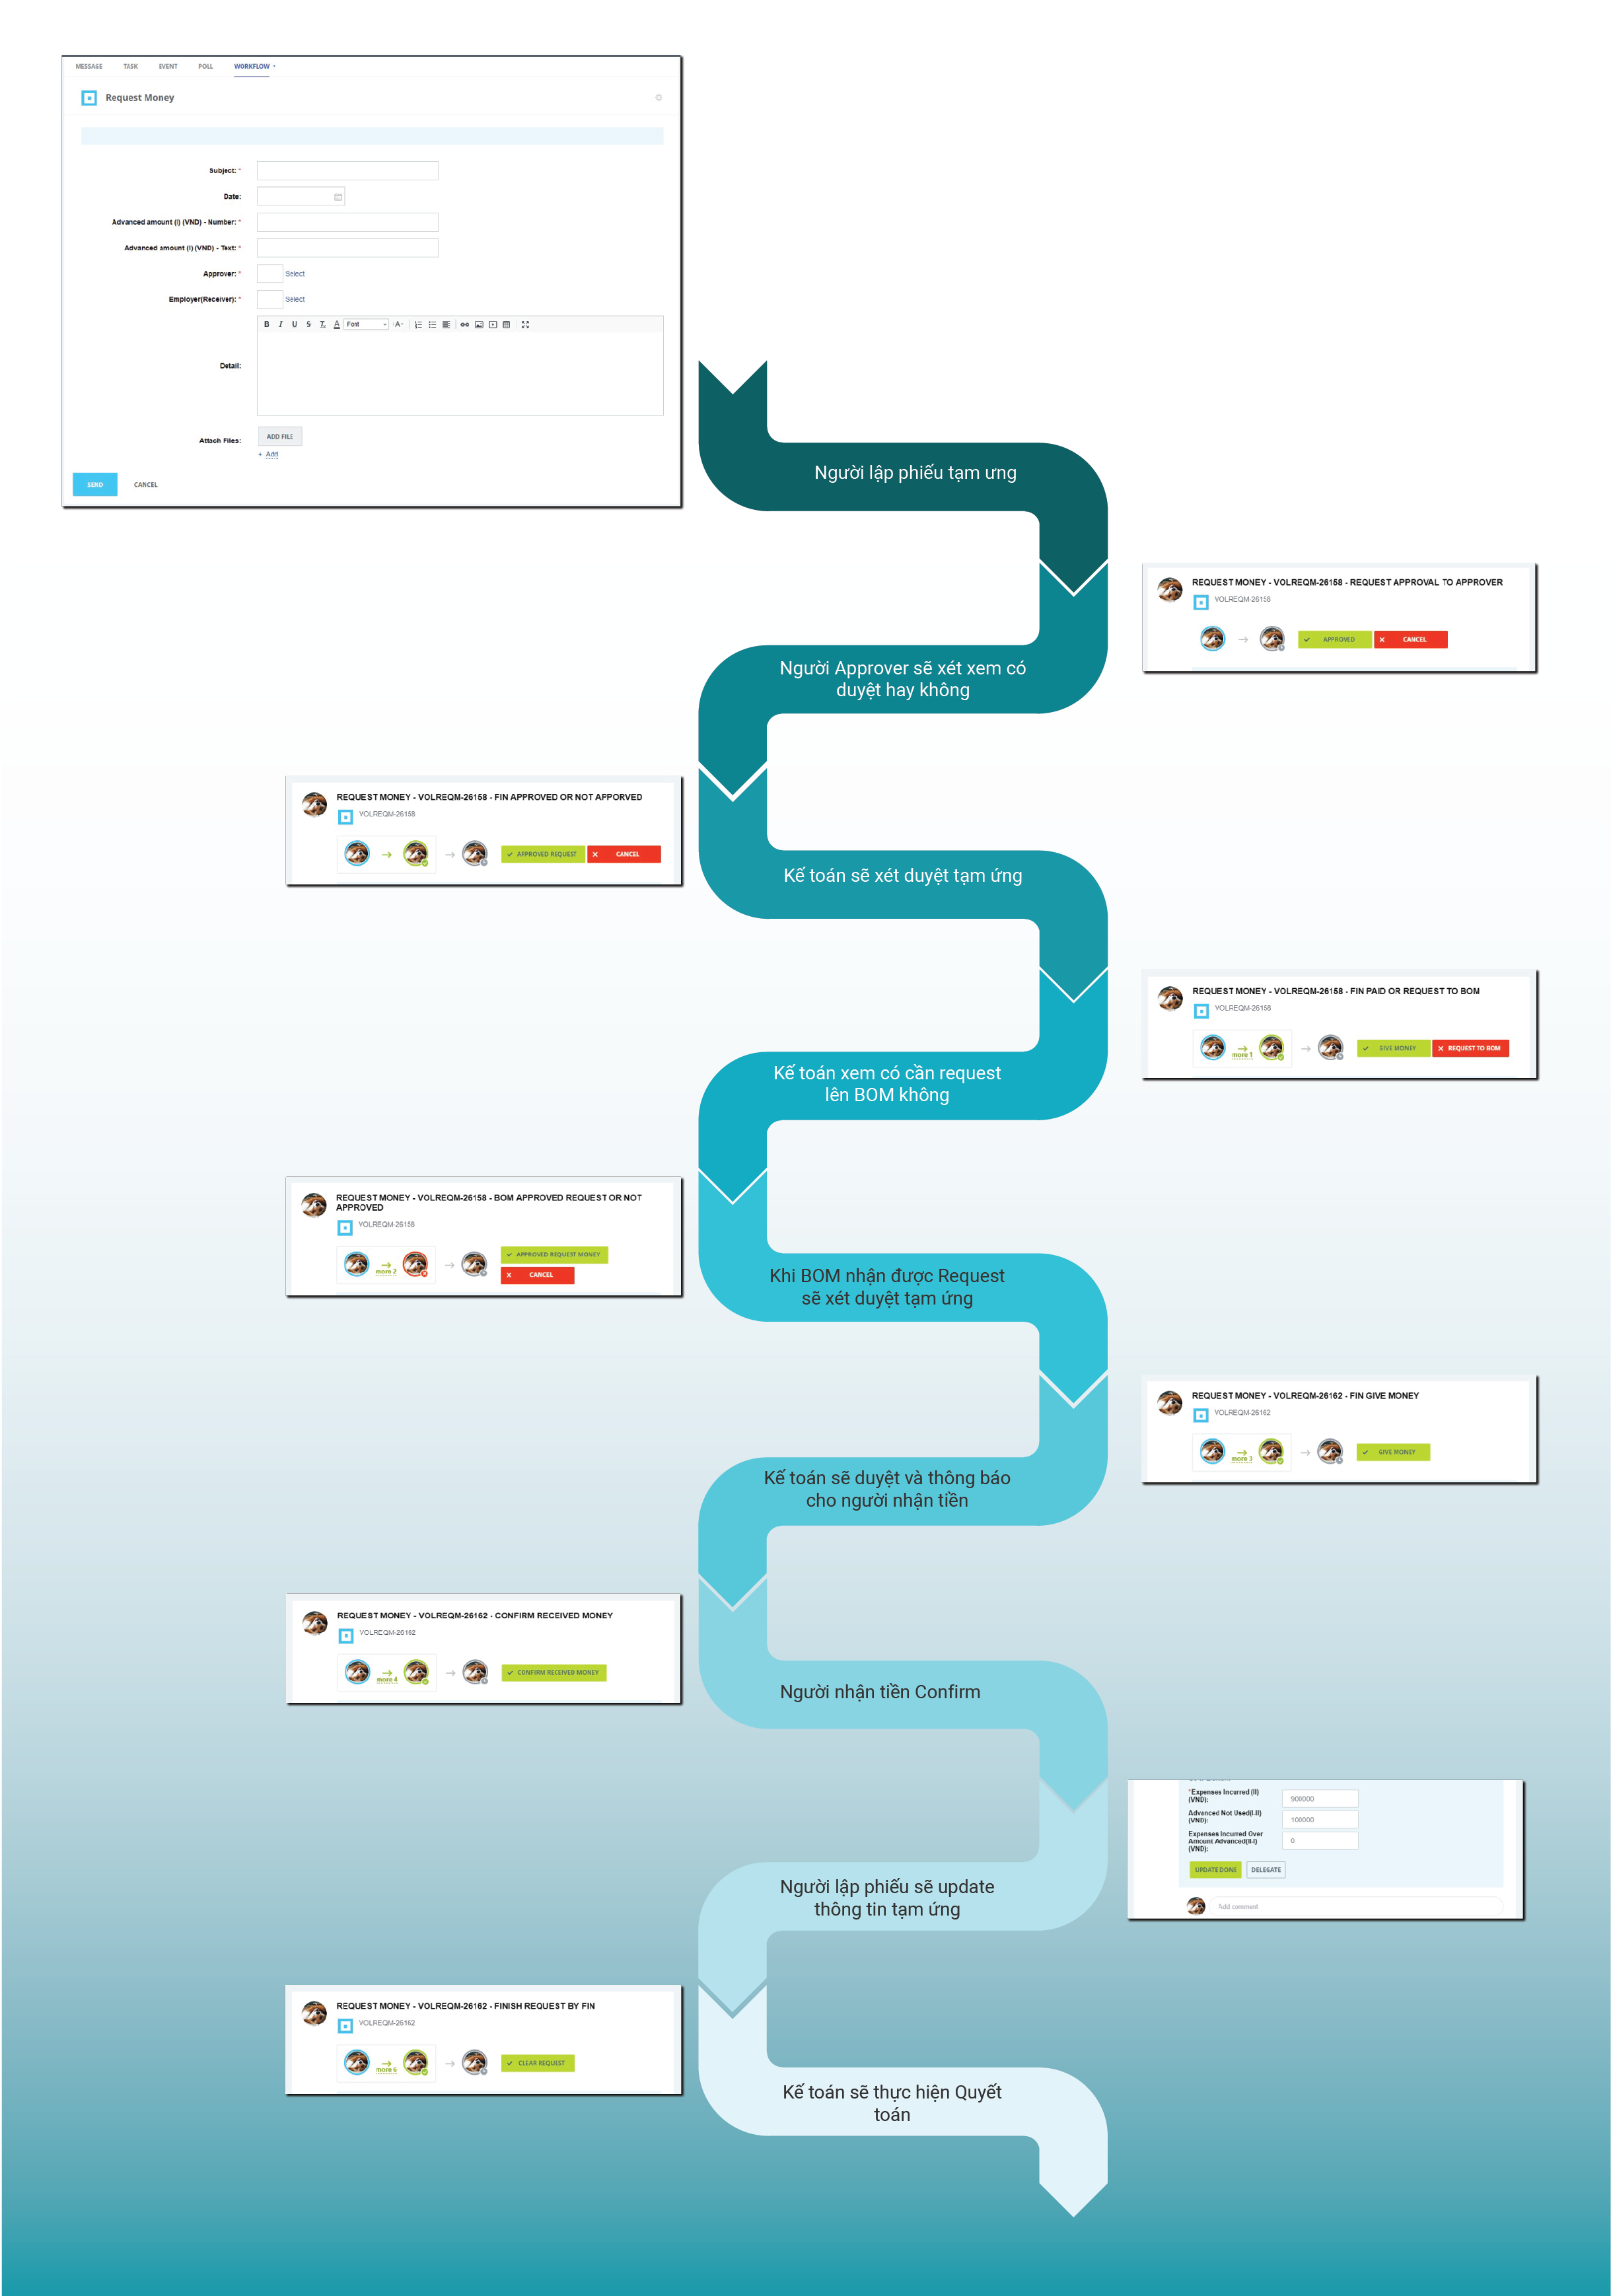 MESSAGE TASK EVENT POLL WORKFLOW
Request Money
Subject: *
Date:
Advanced amount (I) (VND) - Number: *
Advanced amount (I) (VND) - Text: *
Approver: * Select
Employer(Receiver): * Select
B I U S Font A
Detail:
Attach Files: ADD FILE
+ Add
SEND CANCEL
Người lập phiếu tạm ưng
REQUEST MONEY - VOLREQM-26158 - REQUEST APPROVAL TO APPROVER
VOLREQM-26158
APPROVED CANCEL
Người Approver sẽ xét xem có
duyệt hay không
REQUEST MONEY - VOLREQM-26158 - FIN APPROVED OR NOT APPORVED
VOLREQM-26158
APPROVED REQUEST CANCEL
Kế toán sẽ xét duyệt tạm ứng
REQUEST MONEY - VOLREQM-26158 - FIN PAID OR REQUEST TO BOM
VOLREQM-26158
more 1 GIVE MONEY REQUEST TO BOM
Kế toán xem có cần request
lên BOM không
REQUEST MONEY - VOLREQM-26158 - BOM APPROVED REQUEST OR NOT
APPROVED
VOLREQM-26158
more 2 APPROVED REQUEST MONEY
CANCEL
Khi BOM nhận được Request
sẽ xét duyệt tạm ứng
REQUEST MONEY - VOLREQM-26162 - FIN GIVE MONEY
VOLREQM-26162
more 3 GIVE MONEY
Kế toán sẽ duyệt và thông báo
cho người nhận tiền
REQUEST MONEY - VOLREQM-26162 - CONFIRM RECEIVED MONEY
VOLREQM-26162
more 4 CONFIRM RECEIVED MONEY
Người nhận tiền Confirm
*Expenses Incurred (II)
(VND): 900000
Advanced Not Used(I-II)
(VND): 100000
Expenses Incurred Over
Amount Advanced(II-I)
(VND): 0
UPDATE DONE DELEGATE
Add comment
Người lập phiếu sẽ update
thông tin tạm ứng
REQUEST MONEY - VOLREQM-26162 - FINISH REQUEST BY FIN
VOLREQM-26162
more 6 CLEAR REQUEST
Kế toán sẽ thực hiện Quyết
toán